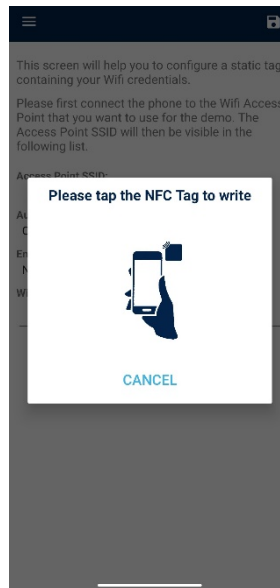 This screen will help you to configure a static tag
containing your Wifi credentials.
Please first connect the phone to the Wifi Access
Point that you want to use for the demo. The
Access Point SSID will then be visible in the
following list.
Access Point SSID:
Please tap the NFC Tag to write
CANCEL